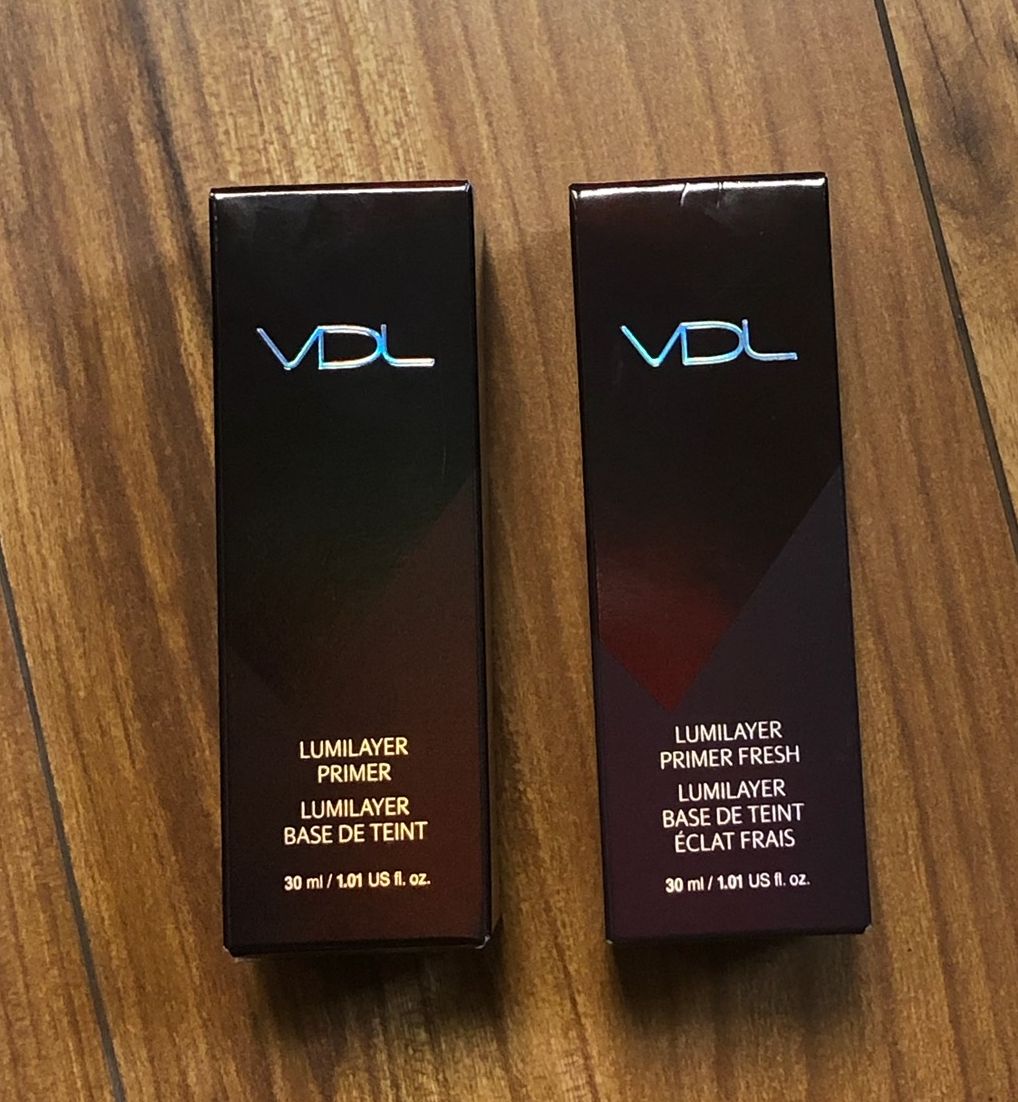 VDL
LUMILAYER
PRIMER
LUMILAYER
BASE DE TEINT
30 ml / 1.01 US fl. oz.
VDL
LUMILAYER
PRIMER FRESH
LUMILAYER
BASE DE TEINT
ÉCLAT FRAIS
30 ml / 1.01 US fl. oz.